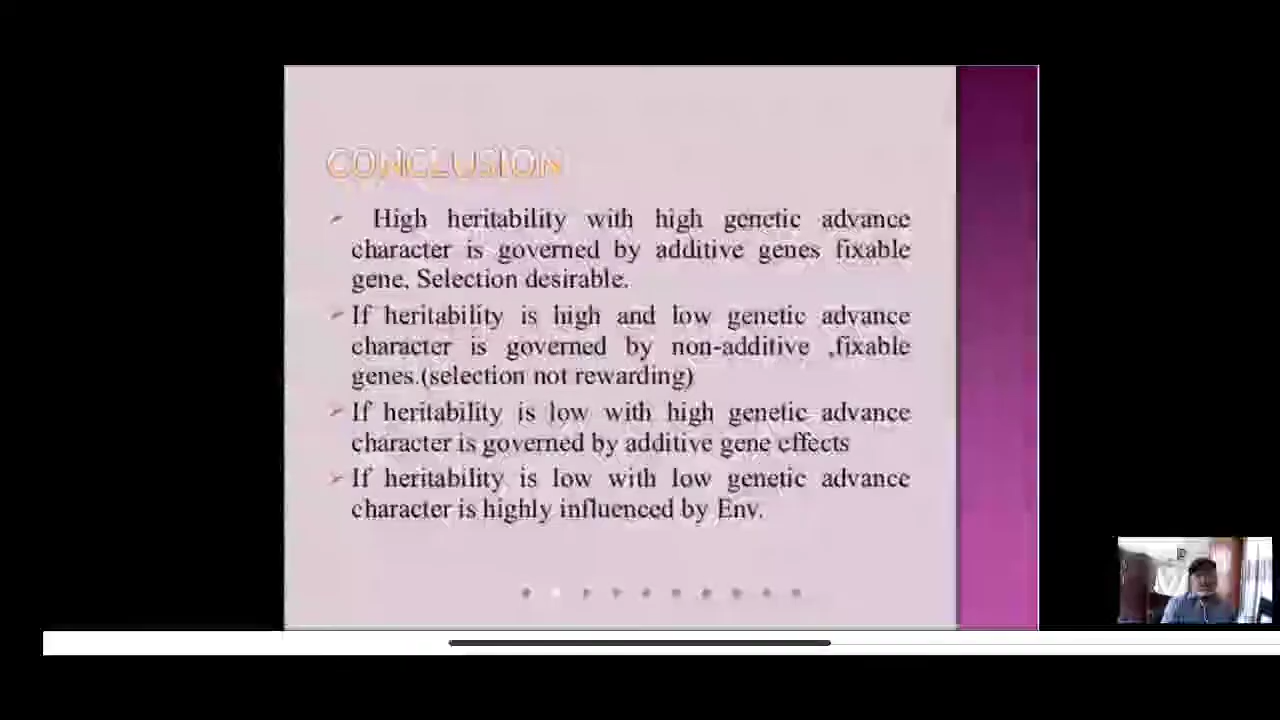 CONCLUSION
High heritability with high genetic advance
character is governed by additive genes fixable
gene, Selection desirable.
If heritability is high and low genetic advance
character is governed by non-additive ,fixable
genes.(selection not rewarding)
If heritability is low with high genetic advance
character is governed by additive gene effects
If heritability is low with low genetic advance
character is highly influenced by Env.